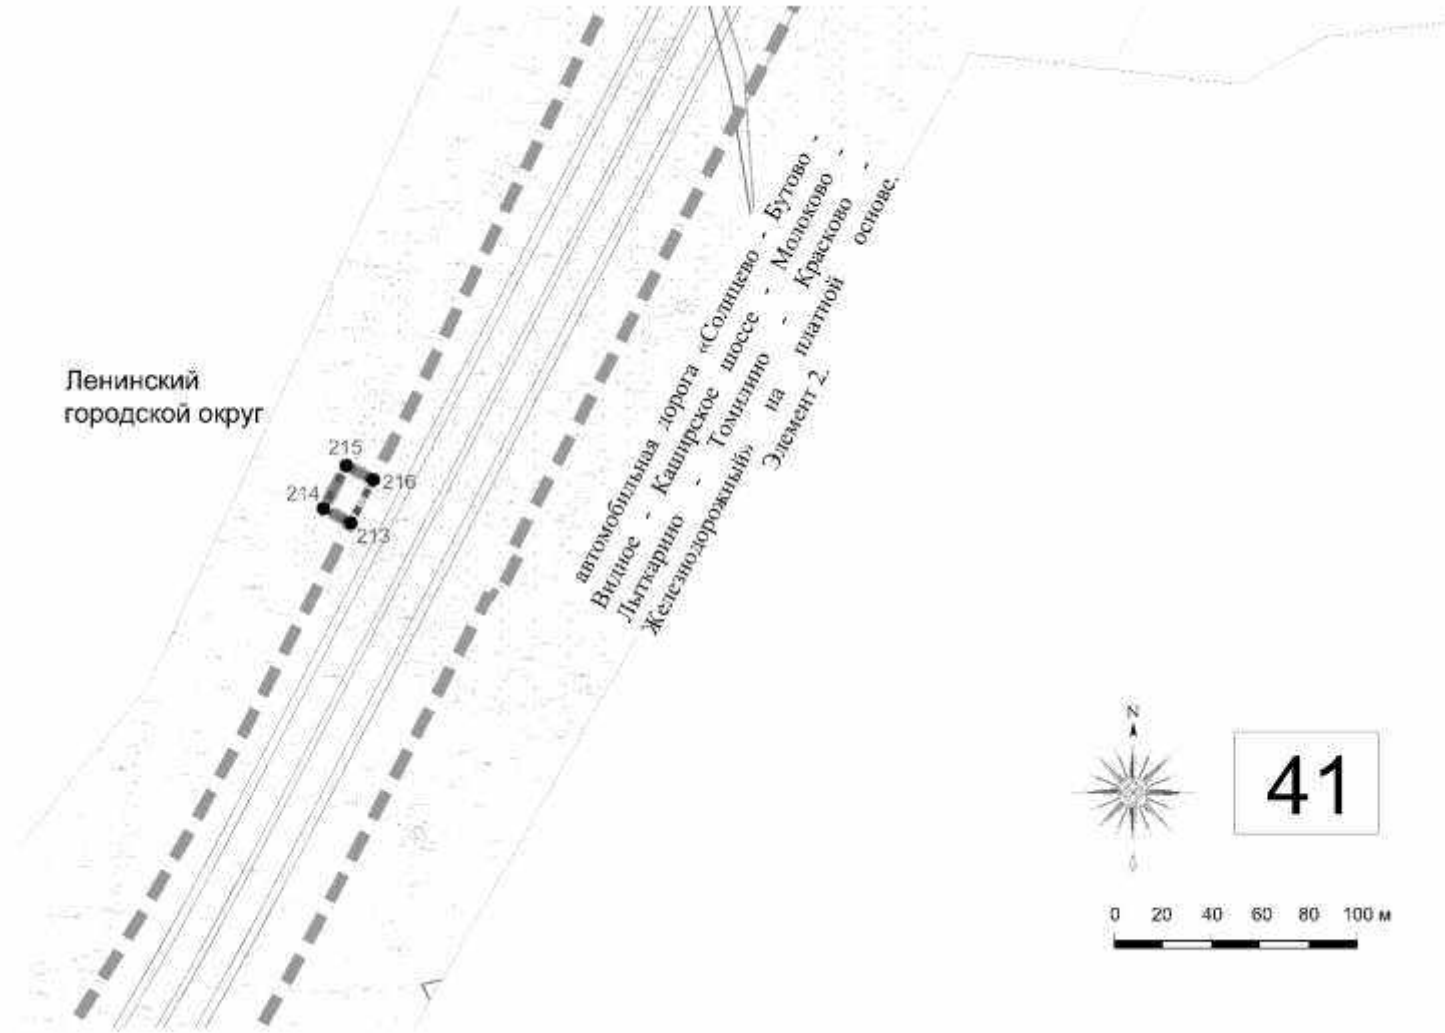 Ленинский
городской округ
215
216
214
213
автомобильная дорога «Солнцево - Бутово -
Видное - Каширское шоссе - Молоково -
Лыткарино - Томилино - Красково -
Железнодорожный» на платной основе.
Элемент 2.
N
41
0 20 40 60 80 100 м